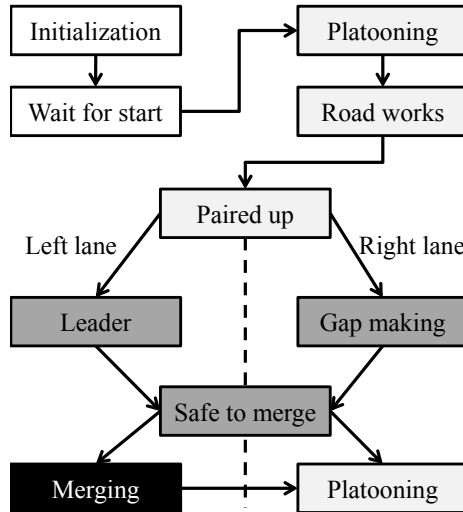 Initialization
Platooning
Wait for start
Road works
Paired up
Left lane
Right lane
Leader
Gap making
Safe to merge
Merging
Platooning